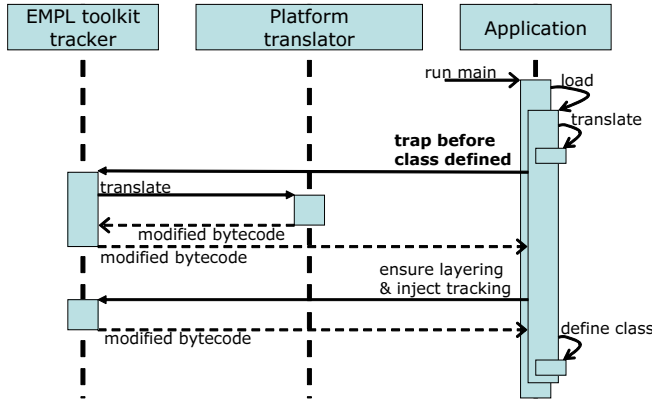 EMPL toolkit
tracker
Platform
translator
Application
run main
load
translate
trap before
class defined
translate
modified bytecode
modified bytecode
ensure layering
& inject tracking
modified bytecode
define class